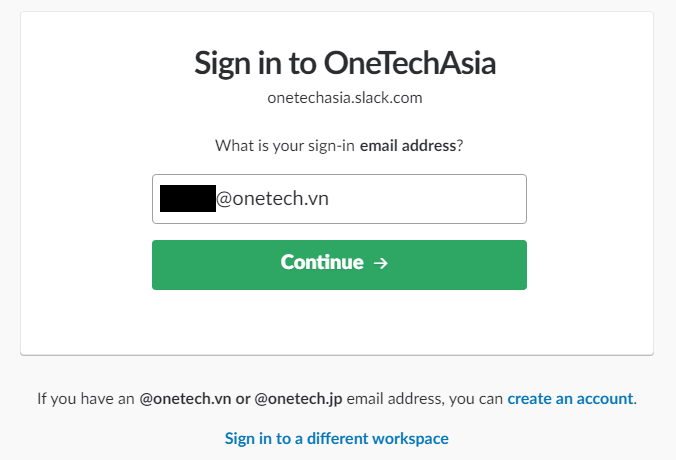 Sign in to OneTechAsia
onetechasia.slack.com
What is your sign-in email address?
@onetech.vn
Continue →
If you have an @onetech.vn or @onetech.jp email address, you can create an account.
Sign in to a different workspace